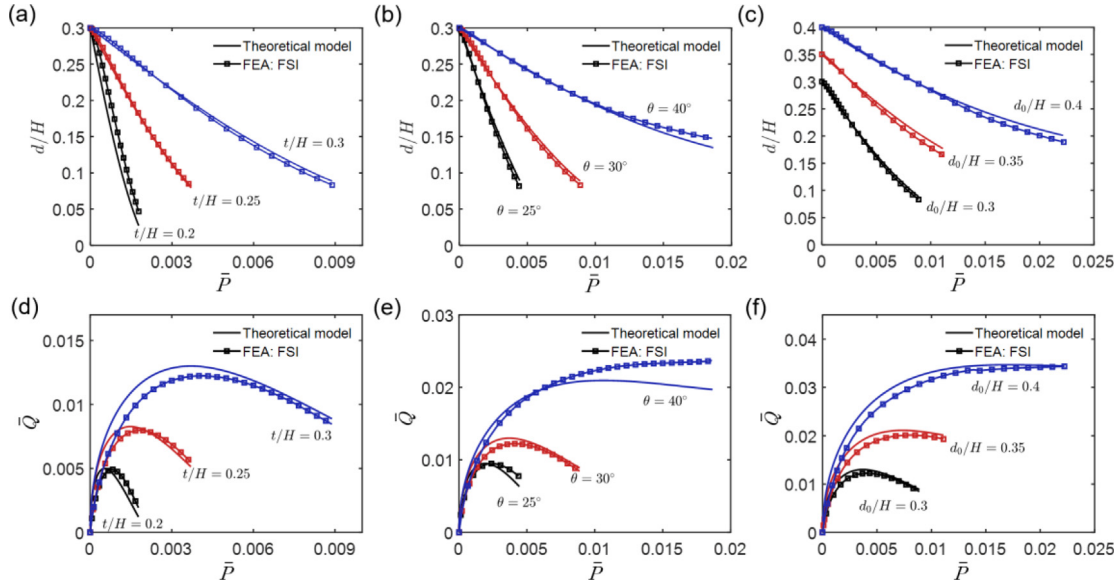 (a)
0.3
0.25
0.2
0.15
0.1
0.05
0
d/H
Theoretical model
FEA: FSI
t/H = 0.3
t/H = 0.25
t/H = 0.2
0 0.003 0.006 0.009
P̄
(b)
0.3
0.25
0.2
0.15
0.1
0.05
0
d/H
Theoretical model
FEA: FSI
θ = 40°
θ = 30°
θ = 25°
0 0.005 0.01 0.015 0.02
P̄
(c)
0.4
0.35
0.3
0.25
0.2
0.15
0.1
0.05
0
d/H
Theoretical model
FEA: FSI
d₀/H = 0.4
d₀/H = 0.35
d₀/H = 0.3
0 0.005 0.01 0.015 0.02 0.025
P̄
(d)
0.015
0.01
0.005
0
Q̄
Theoretical model
FEA: FSI
t/H = 0.3
t/H = 0.25
t/H = 0.2
0 0.003 0.006 0.009
P̄
(e)
0.03
0.02
0.01
0
Q̄
Theoretical model
FEA: FSI
θ = 40°
θ = 30°
θ = 25°
0 0.005 0.01 0.015 0.02
P̄
(f)
0.04
0.03
0.02
0.01
0
Q̄
Theoretical model
FEA: FSI
d₀/H = 0.4
d₀/H = 0.35
d₀/H = 0.3
0 0.005 0.01 0.015 0.02 0.025
P̄